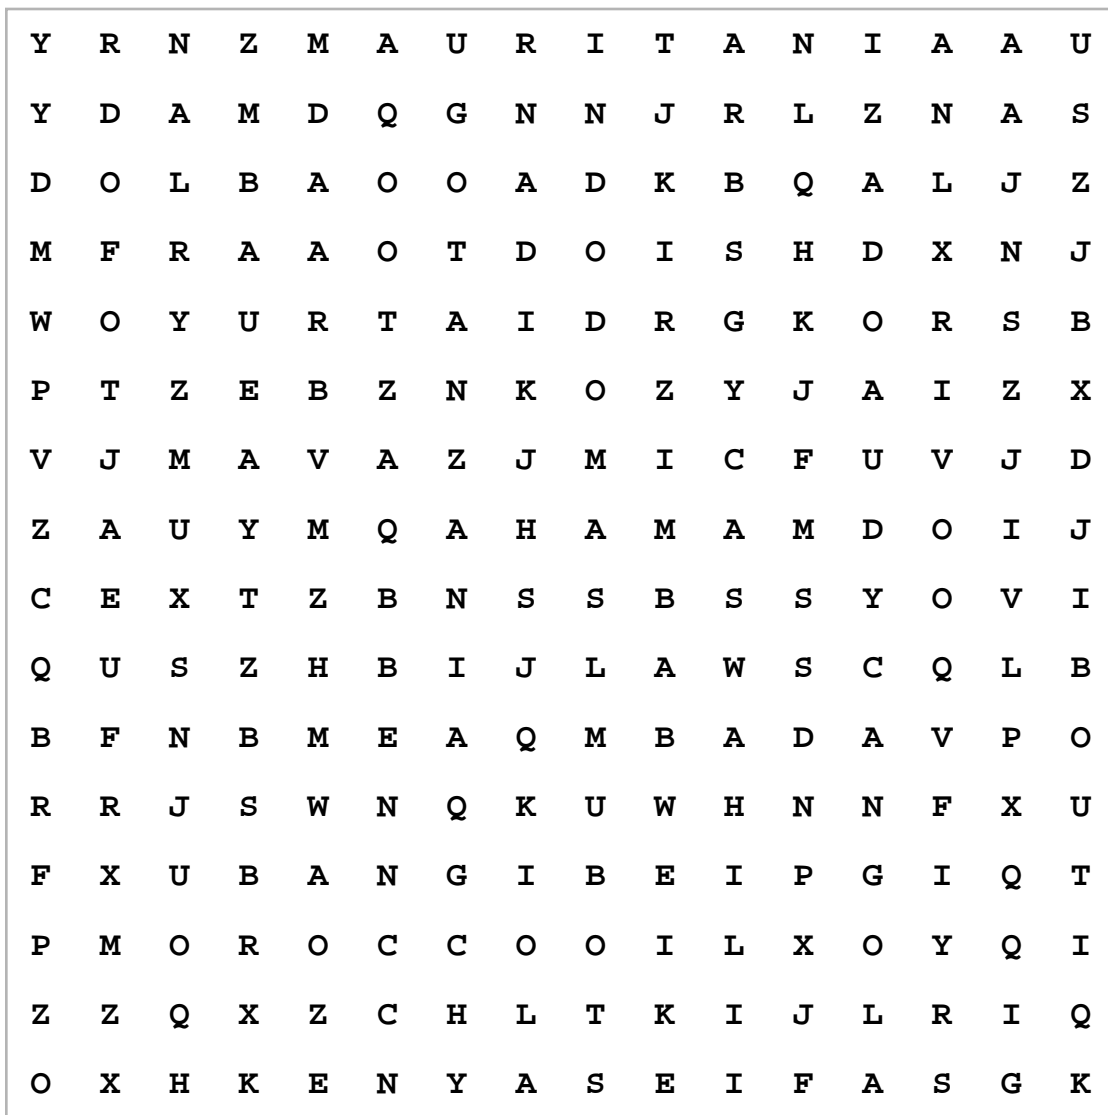 Y R N Z M A U R I T A N I A A U
Y D A M D Q G N N J R L Z N A S
D O L B A O O A D K B Q A L J Z
M F R A A O T D O I S H D X N J
W O Y U R T A I D R G K O R S B
P T Z E B Z N K O Z Y J A I Z X
V J M A V A Z J M I C F U V J D
Z A U Y M Q A H A M A M D O I J
C E X T Z B N S S B S S Y O V I
Q U S Z H B I J L A W S C Q L B
B F N B M E A Q M B A D A V P O
R R J S W N Q K U W H N N F X U
F X U B A N G I B E I P G I Q T
P M O R O C C O O I L X O Y Q I
Z Z Q X Z C H L T K I J L R I Q
O X H K E N Y A S E I F A S G K